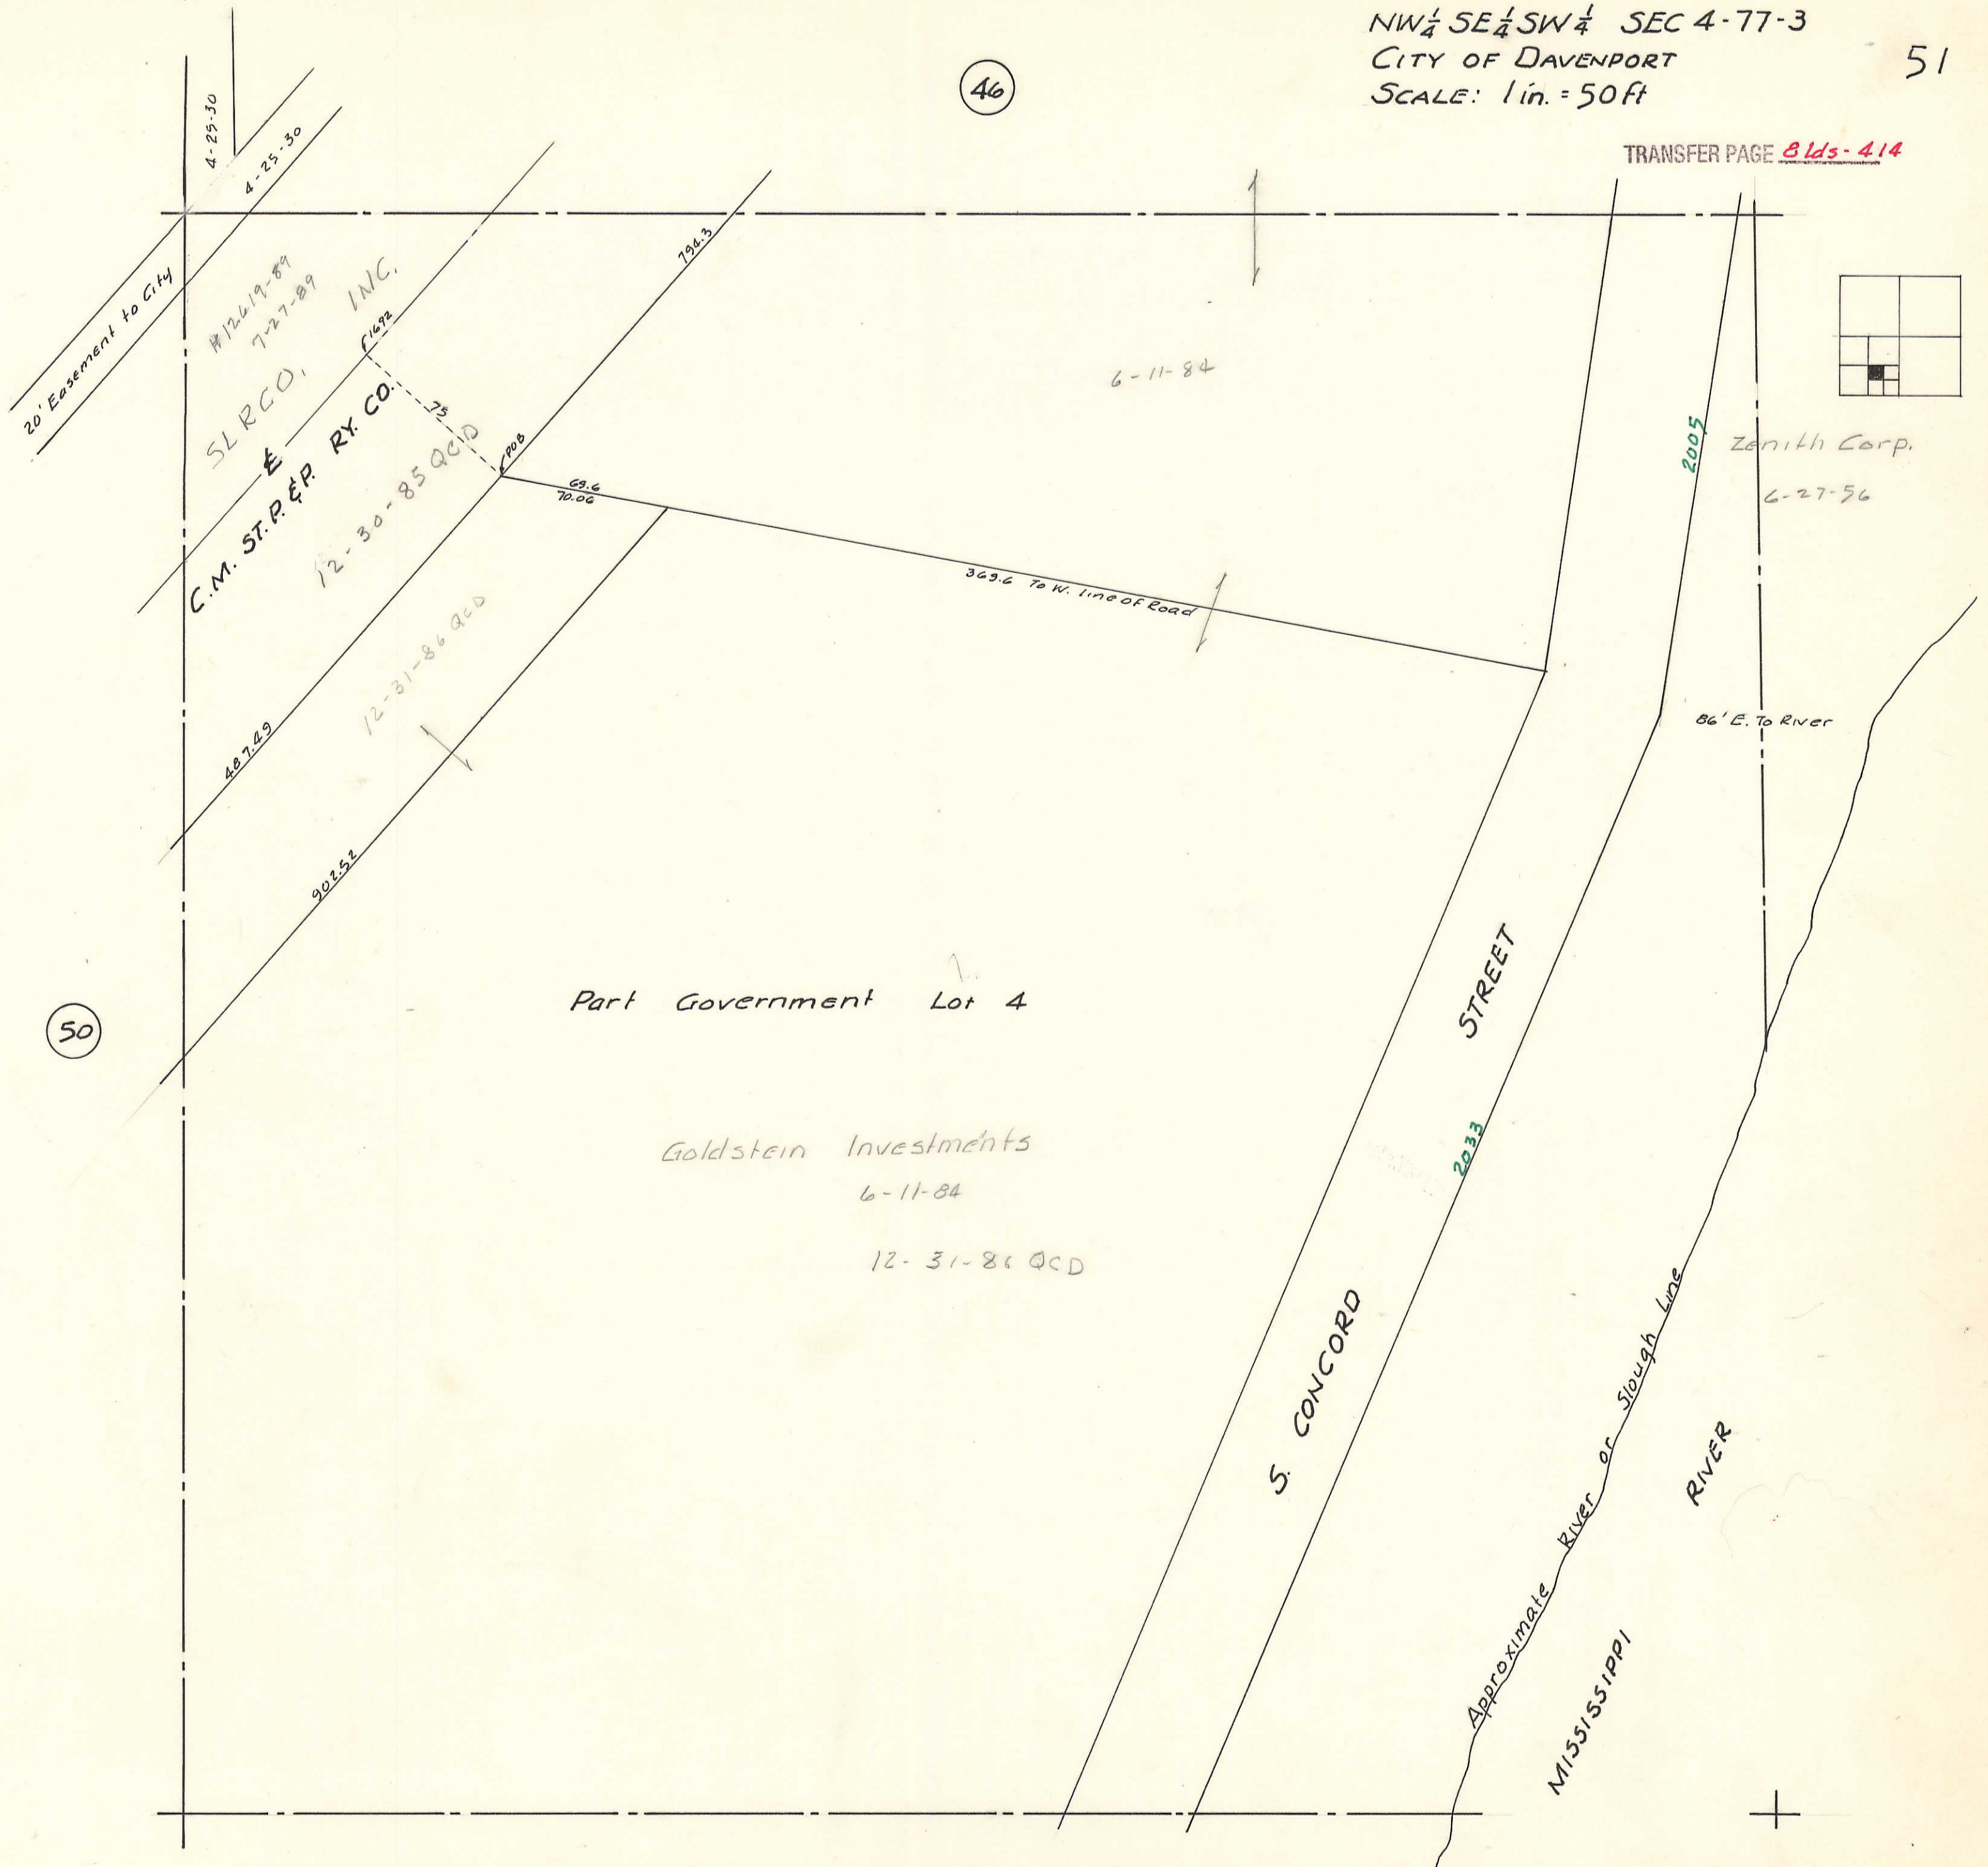 NW¼ SE¼ SW¼ SEC 4-77-3
CITY OF DAVENPORT
SCALE: 1 in. = 50 ft
51
46
TRANSFER PAGE 8 Lds - 414
4-25-30
4-25-30
20' Easement to City
#12619-89
7-27-89
SLRCO, INC.
1692
794.3
C.M. ST. P. & P. RY. CO.
75
POB
12-30-85 QCD
69.6
70.06
369.6 To W. line of Road
6-11-84
2005
Zenith Corp.
6-27-56
12-31-86 QCD
487.49
902.52
86' E. To River
50
Part Government Lot 4
Goldstein Investments
6-11-84
12-31-86 QCD
S. CONCORD STREET
2033
Approximate River or Slough Line
MISSISSIPPI RIVER